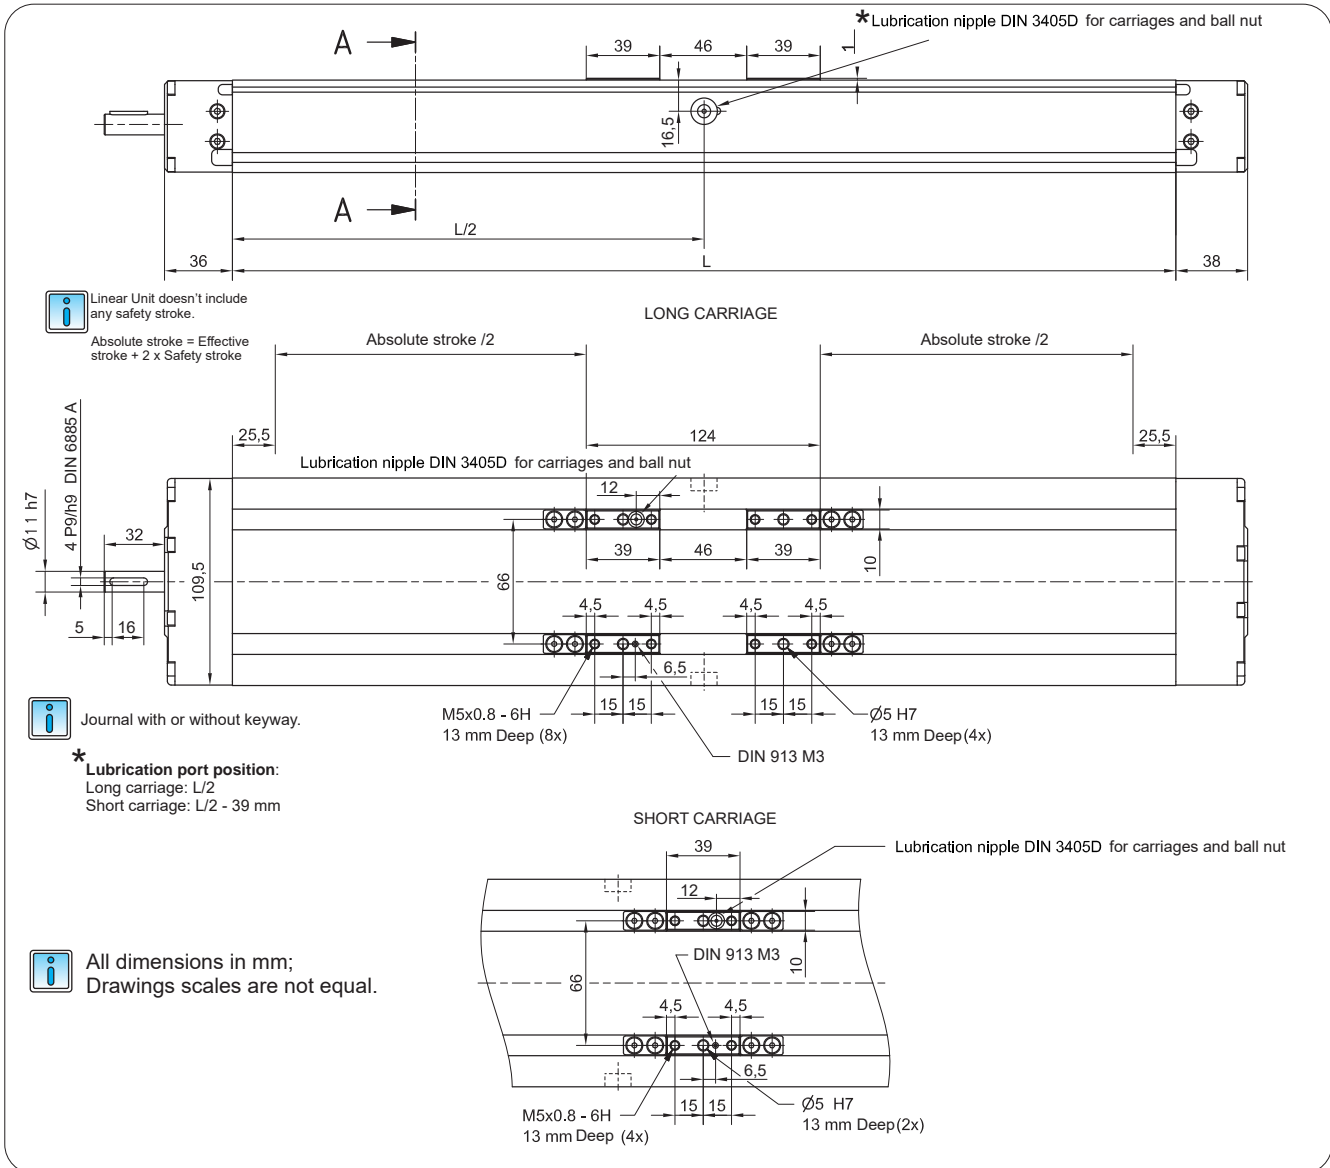 *Lubrication nipple DIN 3405D for carriages and ball nut
A
39
46
39
1
16,5
A
L/2
36
L
38
Linear Unit doesn't include
any safety stroke.
Absolute stroke = Effective
stroke + 2 x Safety stroke
LONG CARRIAGE
Absolute stroke /2
Absolute stroke /2
25,5
124
25,5
Lubrication nipple DIN 3405D for carriages and ball nut
12
Ø11 h7
4 P9/h9 DIN 6885 A
32
109,5
66
39
46
39
10
5
16
4,5
4,5
4,5
4,5
6,5
15
15
15
15
M5x0.8 - 6H
13 mm Deep (8x)
Ø5 H7
13 mm Deep(4x)
DIN 913 M3
Journal with or without keyway.
*
Lubrication port position:
Long carriage: L/2
Short carriage: L/2 - 39 mm
SHORT CARRIAGE
39
Lubrication nipple DIN 3405D for carriages and ball nut
12
DIN 913 M3
66
10
4,5
4,5
6,5
15
15
M5x0.8 - 6H
13 mm Deep (4x)
Ø5 H7
13 mm Deep(2x)
All dimensions in mm;
Drawings scales are not equal.